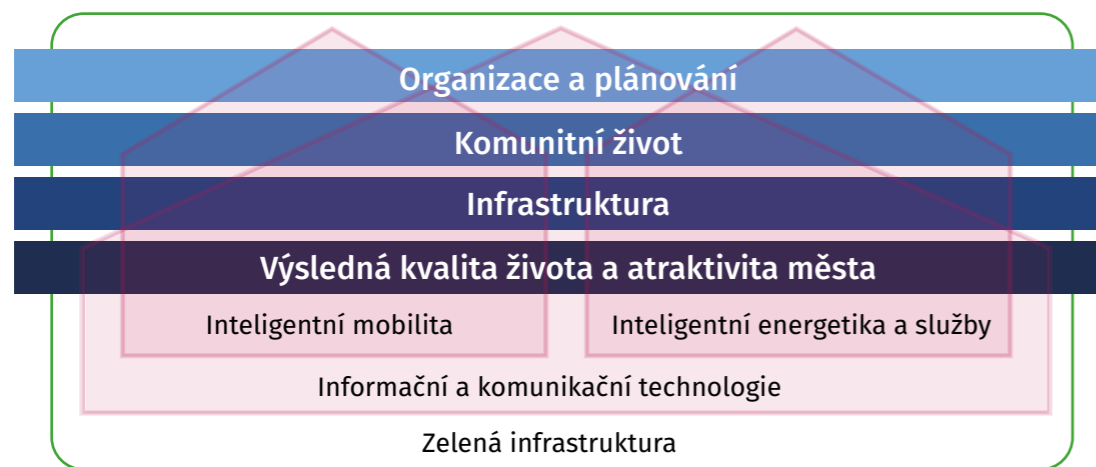 Organizace a plánování
Komunitní život
Infrastruktura
Výsledná kvalita života a atraktivita města
Inteligentní mobilita
Inteligentní energetika a služby
Informační a komunikační technologie
Zelená infrastruktura